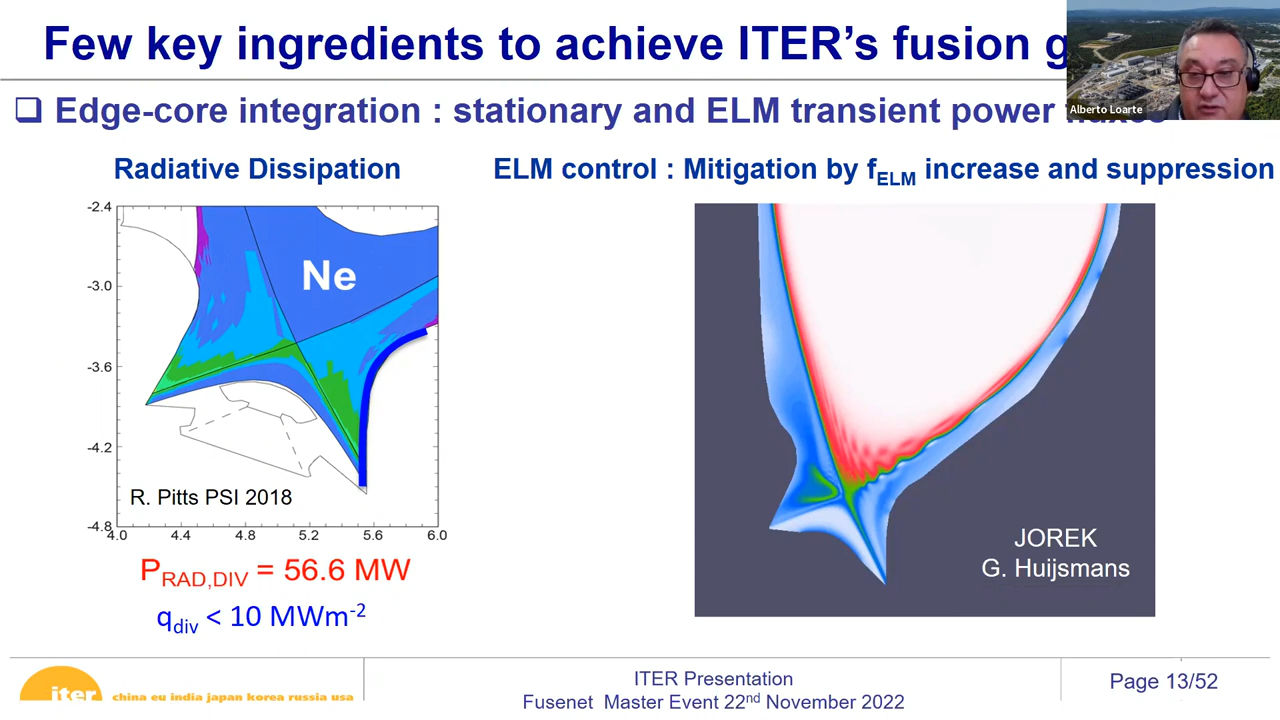 Few key ingredients to achieve ITER's fusion g
Alberto Loarte
❑ Edge-core integration : stationary and ELM transient power
Radiative Dissipation
ELM control : Mitigation by fELM increase and suppression
-2.4
-3.0
-3.6
-4.2
-4.8
4.0 4.4 4.8 5.2 5.6 6.0
Ne
R. Pitts PSI 2018
JOREK
G. Huijsmans
PRAD,DIV = 56.6 MW
qdiv < 10 MWm-2
iter
china eu india japan korea russia usa
ITER Presentation
Fusenet Master Event 22nd November 2022
Page 13/52